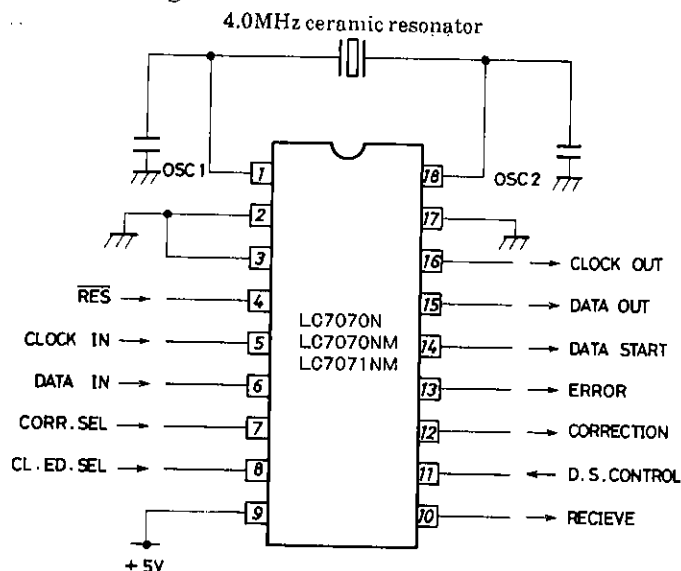 4.0MHz ceramic resonator
OSC1
OSC2
1
18
2
17
3
16
CLOCK OUT
RES
4
15
DATA OUT
CLOCK IN
5
14
DATA START
DATA IN
6
13
ERROR
CORR.SEL
7
12
CORRECTION
CL.ED.SEL
8
11
D.S.CONTROL
9
10
RECIEVE
LC7070N
LC7070NM
LC7071NM
+5V